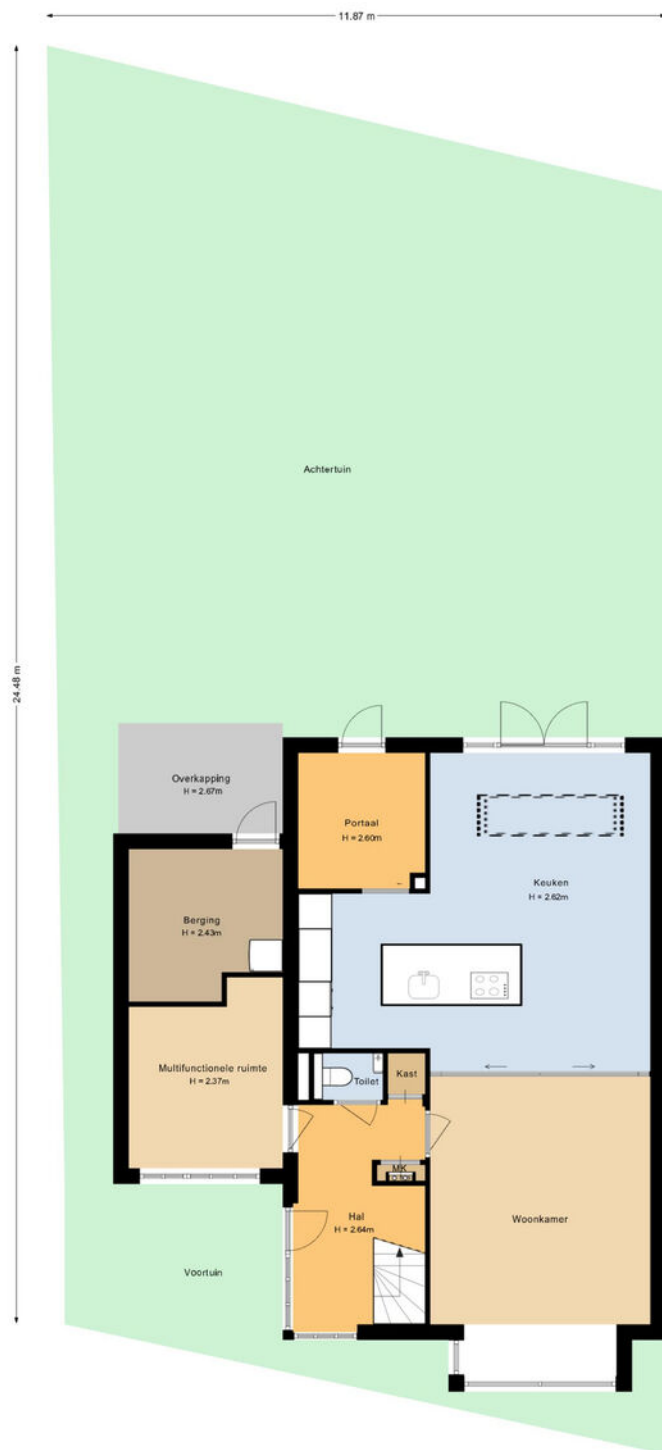 11.87 m
Achtertuin
24.48 m
Overkapping
H = 2.67m
Portaal
H = 2.60m
Keuken
H = 2.62m
Berging
H = 2.43m
Multifunctionele ruimte
H = 2.37m
Toilet
Kast
MK
Hal
H = 2.64m
Woonkamer
Voortuin